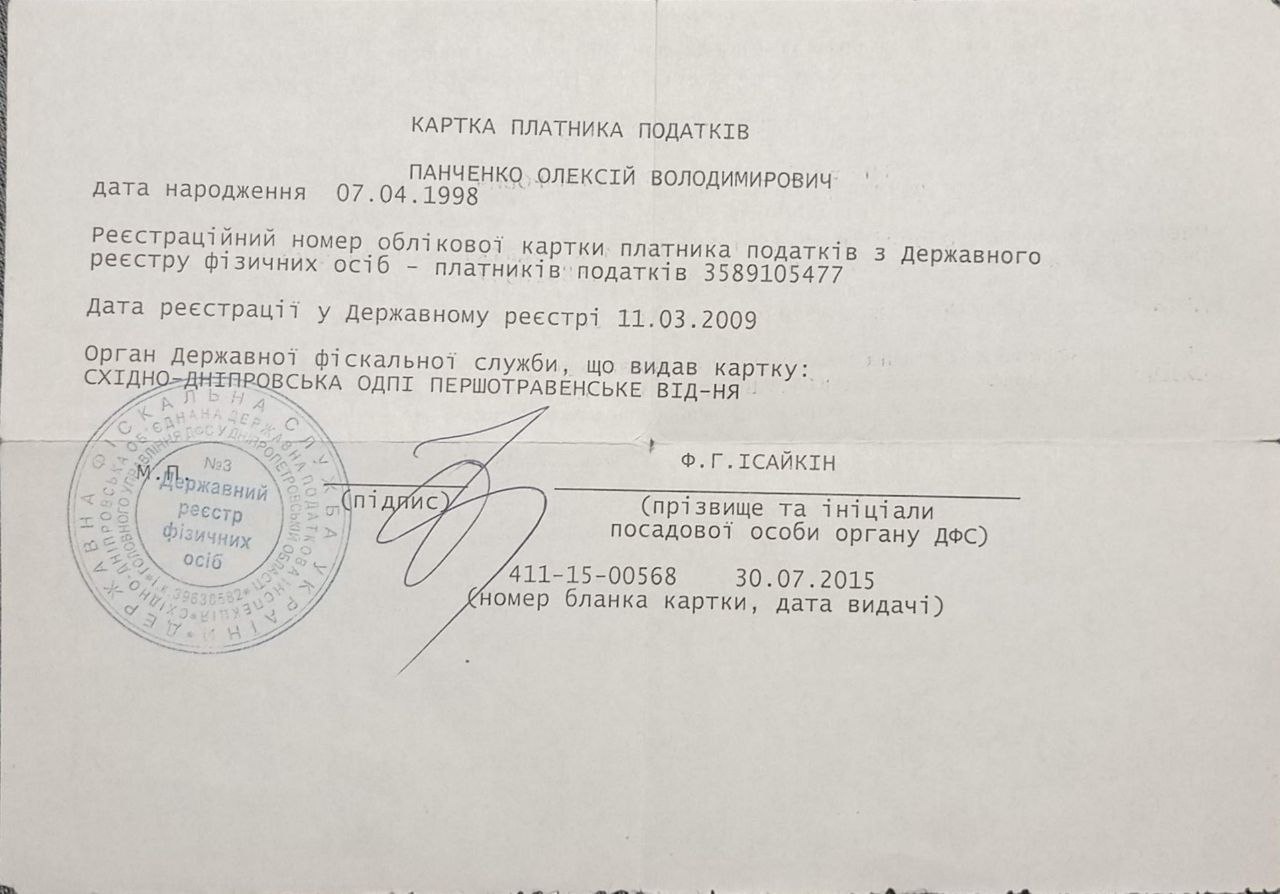 КАРТКА ПЛАТНИКА ПОДАТКІВ
ПАНЧЕНКО ОЛЕКСІЙ ВОЛОДИМИРОВИЧ
дата народження 07.04.1998
Реєстраційний номер облікової картки платника податків з Державного
реєстру фізичних осіб – платників податків 3589105477
Дата реєстрації у Державному реєстрі 11.03.2009
Орган Державної фіскальної служби, що видав картку:
СХІДНО-ДНІПРОВСЬКА ОДПІ ПЕРШОТРАВЕНСЬКЕ ВІД-НЯ
Ф.Г.ІСАЙКІН
М.П.
(підпис)
(прізвище та ініціали
посадової особи органу ДФС)
411-15-00568 30.07.2015
(номер бланка картки, дата видачі)
ДЕРЖАВНА ФІСКАЛЬНА СЛУЖБА УКРАЇНИ
СХІДНО-ДНІПРОВСЬКА ОБ'ЄДНАНА ДЕРЖАВНА ПОДАТКОВА ІНСПЕКЦІЯ
ГОЛОВНОГО УПРАВЛІННЯ ДФС У ДНІПРОПЕТРОВСЬКІЙ ОБЛАСТІ
39630582
№3
Державний
реєстр
фізичних
осіб